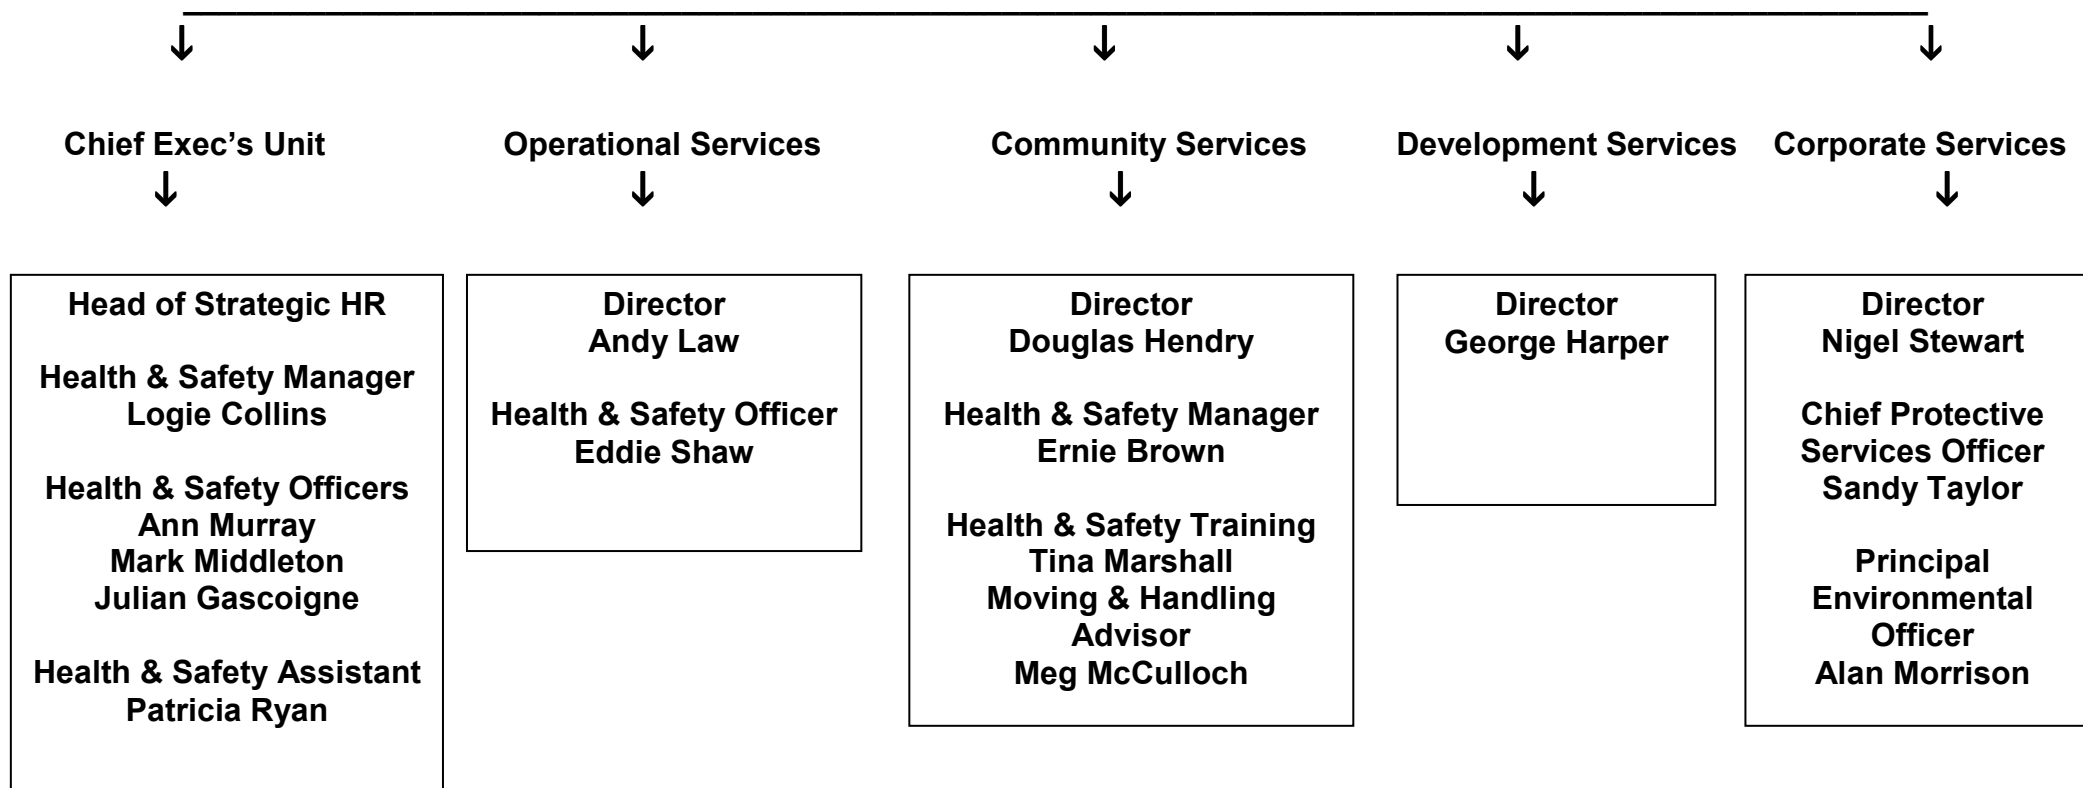 Chief Exec’s Unit
Operational Services
Community Services
Development Services
Corporate Services
Head of Strategic HR
Health & Safety Manager
Logie Collins
Health & Safety Officers
Ann Murray
Mark Middleton
Julian Gascoigne
Health & Safety Assistant
Patricia Ryan
Director
Andy Law
Health & Safety Officer
Eddie Shaw
Director
Douglas Hendry
Health & Safety Manager
Ernie Brown
Health & Safety Training
Tina Marshall
Moving & Handling
Advisor
Meg McCulloch
Director
George Harper
Director
Nigel Stewart
Chief Protective
Services Officer
Sandy Taylor
Principal
Environmental
Officer
Alan Morrison